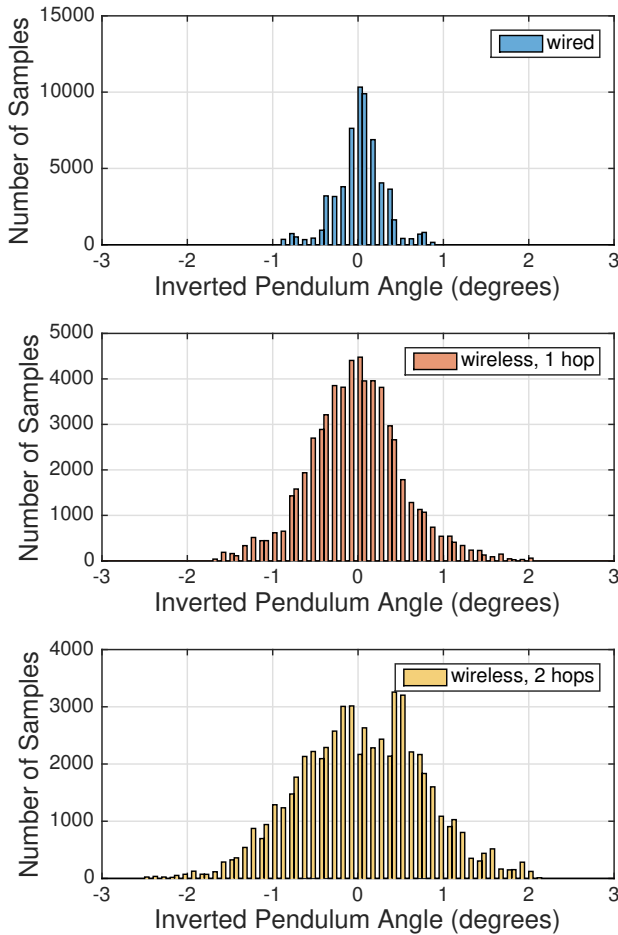 15000
10000
5000
0
Number of Samples
wired
-3 -2 -1 0 1 2 3
Inverted Pendulum Angle (degrees)
5000
4000
3000
2000
1000
0
Number of Samples
wireless, 1 hop
-3 -2 -1 0 1 2 3
Inverted Pendulum Angle (degrees)
4000
3000
2000
1000
0
Number of Samples
wireless, 2 hops
-3 -2 -1 0 1 2 3
Inverted Pendulum Angle (degrees)